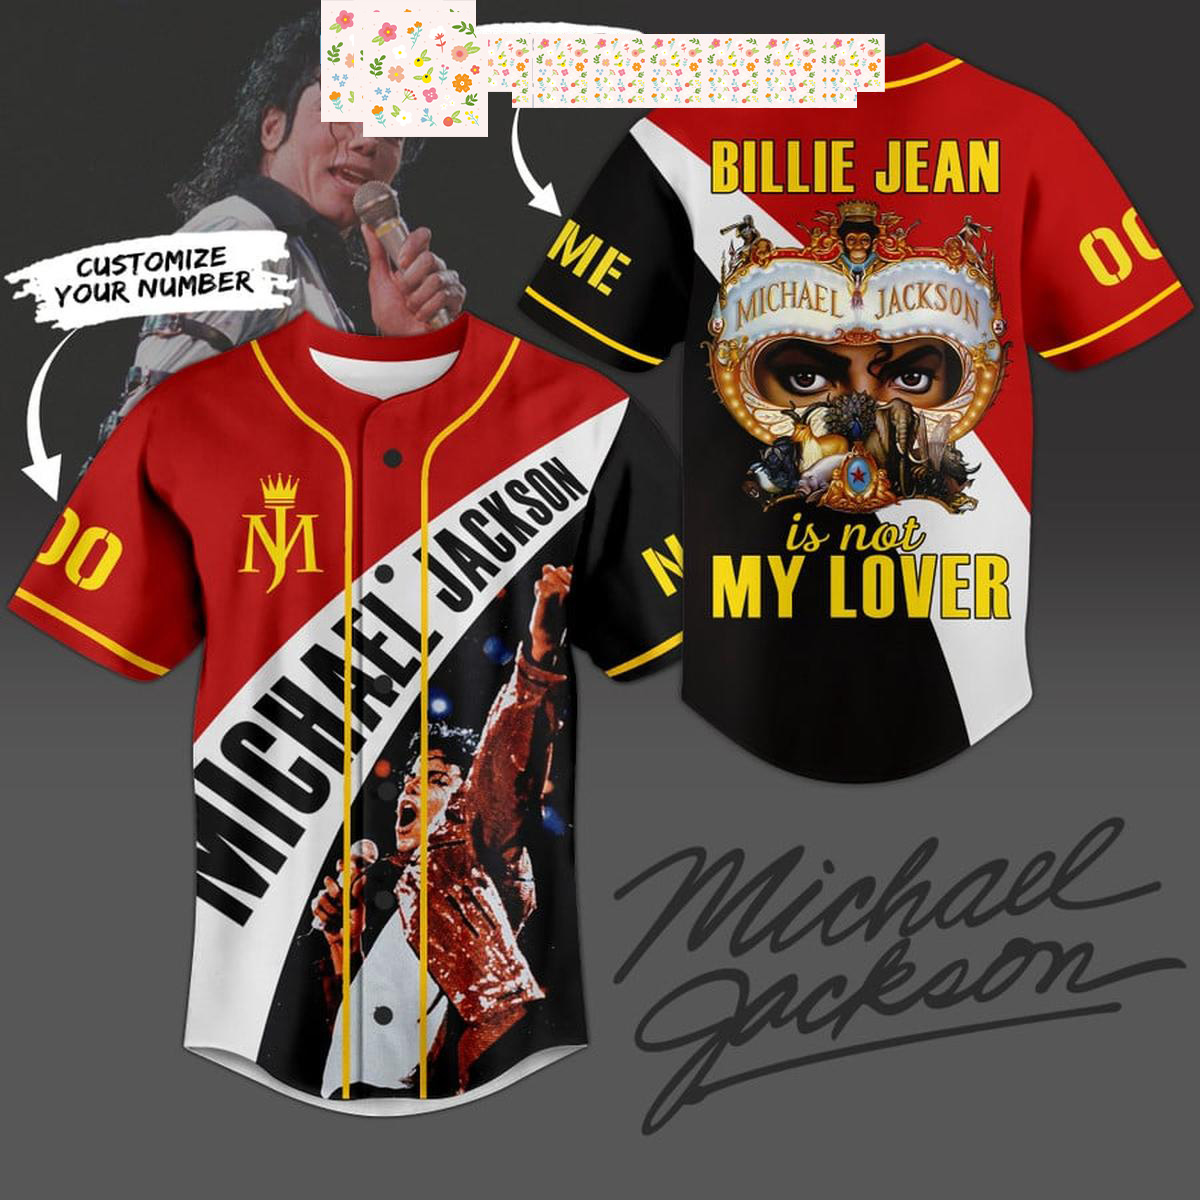 CUSTOMIZE
YOUR NUMBER
ME
00
BILLIE JEAN
MICHAEL JACKSON
is not
MY LOVER
00
MJ
N
MICHAEL JACKSON
Michael
Jackson